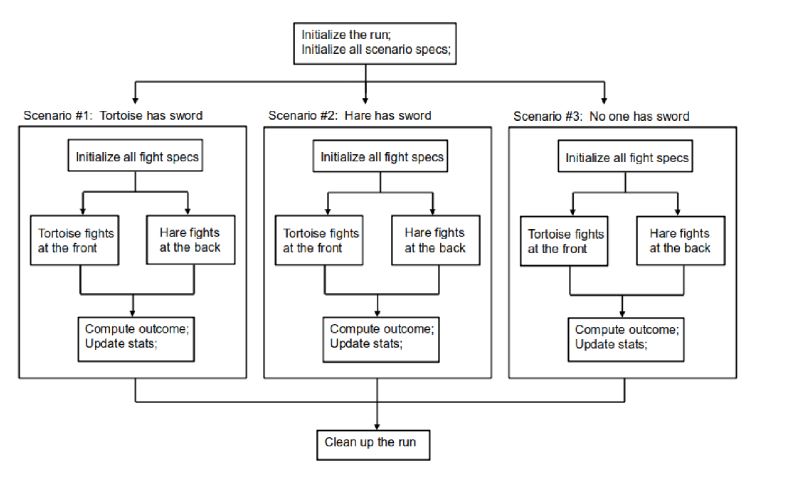 Initialize the run;
Initialize all scenario specs;
Scenario #1:  Tortoise has sword
Initialize all fight specs
Tortoise fights
at the front
Hare fights
at the back
Compute outcome;
Update stats;
Scenario #2:  Hare has sword
Initialize all fight specs
Tortoise fights
at the front
Hare fights
at the back
Compute outcome;
Update stats;
Scenario #3:  No one has sword
Initialize all fight specs
Tortoise fights
at the front
Hare fights
at the back
Compute outcome;
Update stats;
Clean up the run